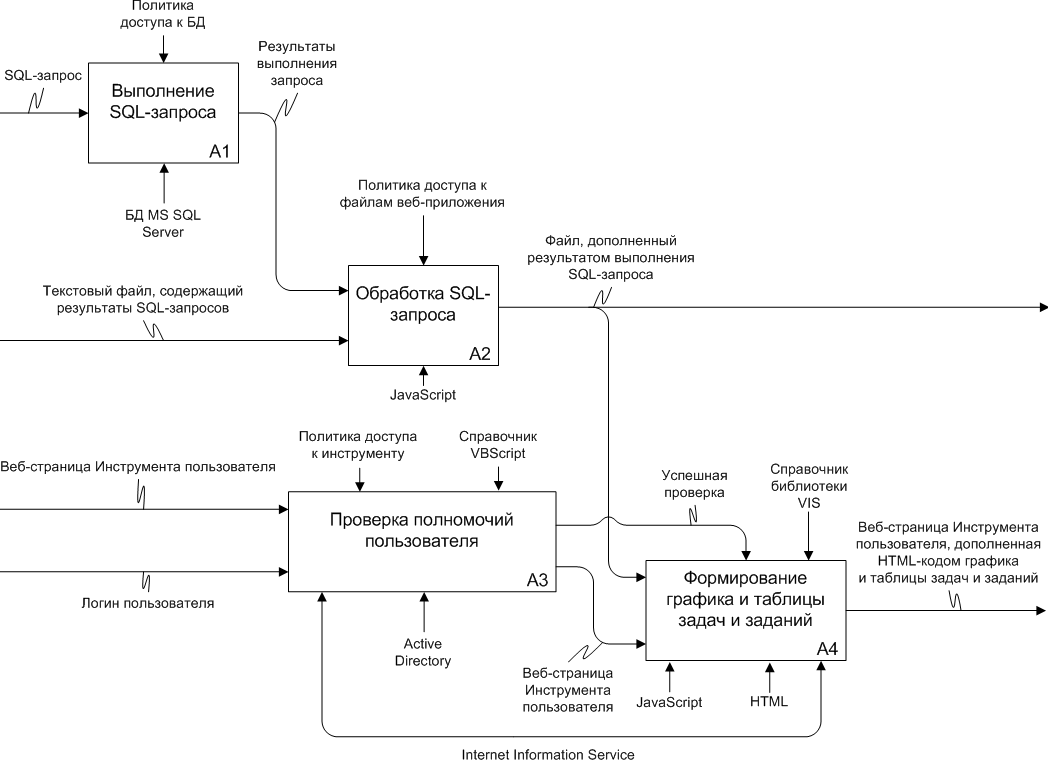 Политика
доступа к БД
SQL-запрос
Выполнение
SQL-запроса
A1
Результаты
выполнения
запроса
БД MS SQL
Server
Политика доступа к
файлам веб-приложения
Текстовый файл, содержащий
результаты SQL-запросов
Обработка SQL-
запроса
A2
Файл, дополненный
результатом выполнения
SQL-запроса
JavaScript
Веб-страница Инструмента пользователя
Политика доступа
к инструменту
Справочник
VBScript
Проверка полномочий
пользователя
A3
Логин пользователя
Active
Directory
Успешная
проверка
Справочник
библиотеки
VIS
Веб-страница
Инструмента
пользователя
Формирование
графика и таблицы
задач и заданий
A4
Веб-страница Инструмента
пользователя, дополненная
HTML-кодом графика
и таблицы задач и заданий
JavaScript
HTML
Internet Information Service